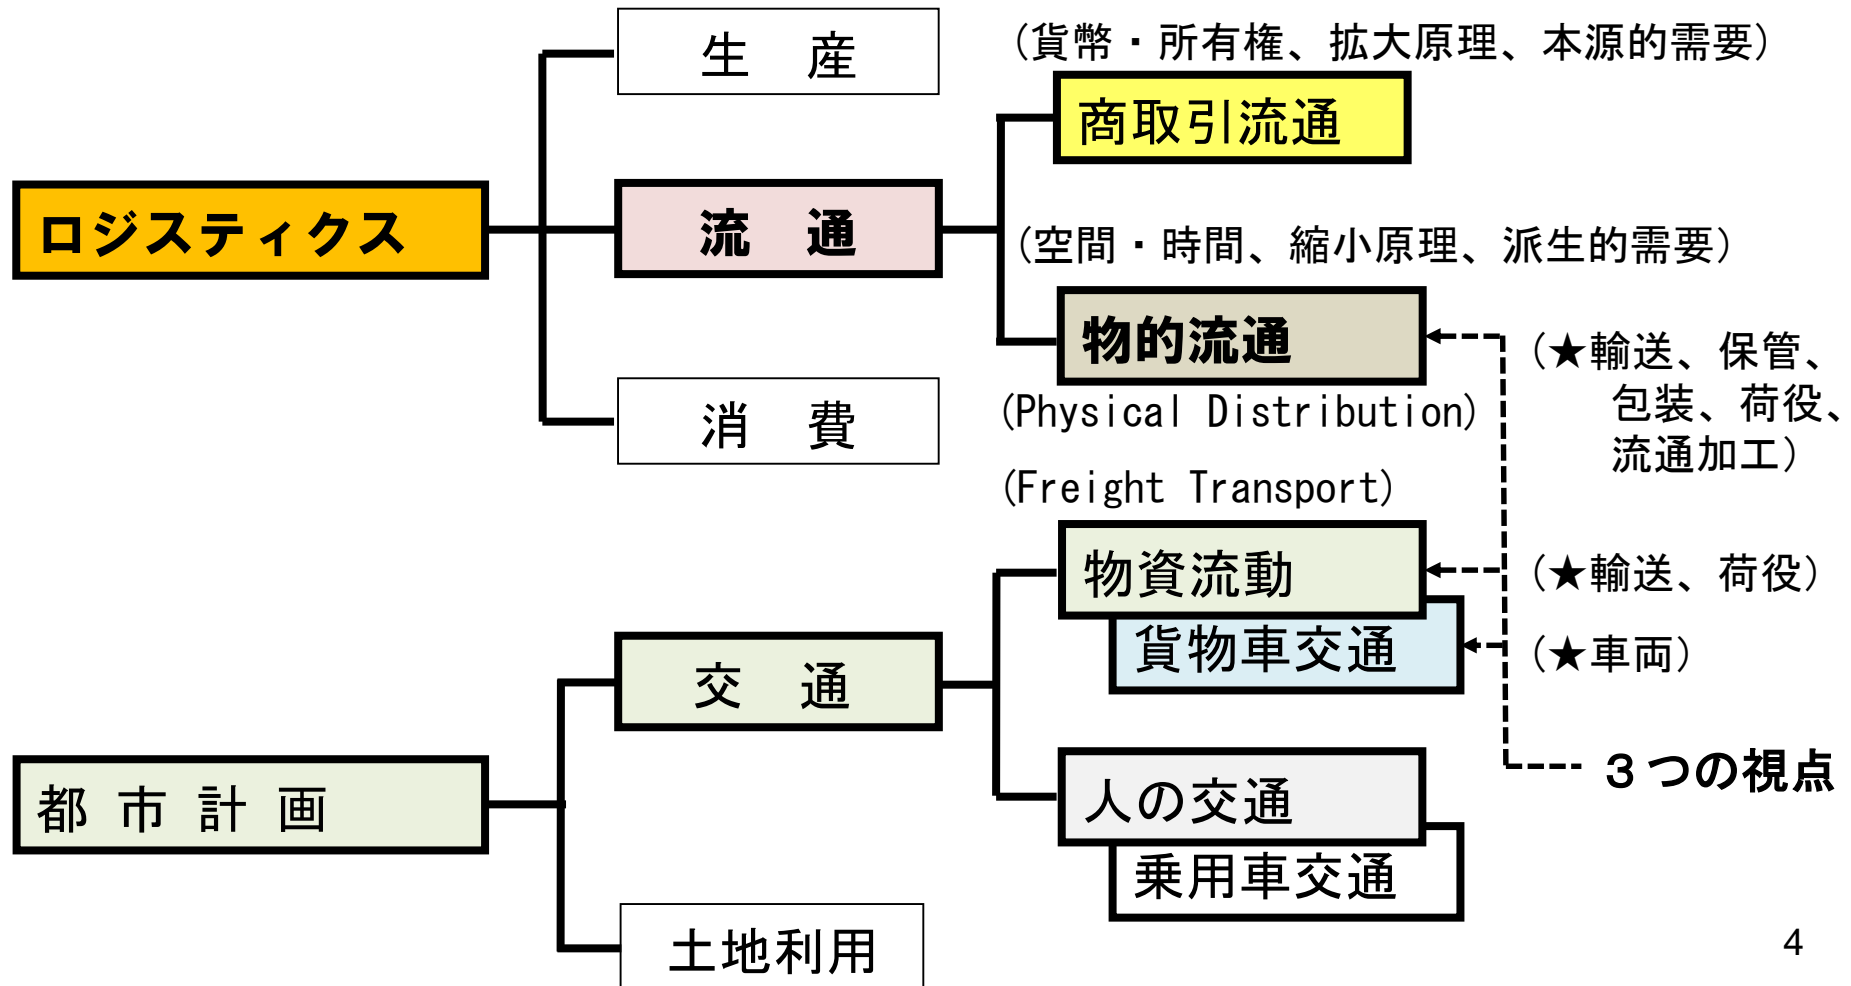 生　産
(貨幣・所有権、拡大原理、本源的需要)
商取引流通
ロジスティクス
流　通
(空間・時間、縮小原理、派生的需要)
物的流通
(★輸送、保管、
包装、荷役、
流通加工)
消　費
(Physical Distribution)
(Freight Transport)
物資流動
(★輸送、荷役)
貨物車交通
(★車両)
交　通
３つの視点
都 市 計 画
人の交通
乗用車交通
土地利用
4